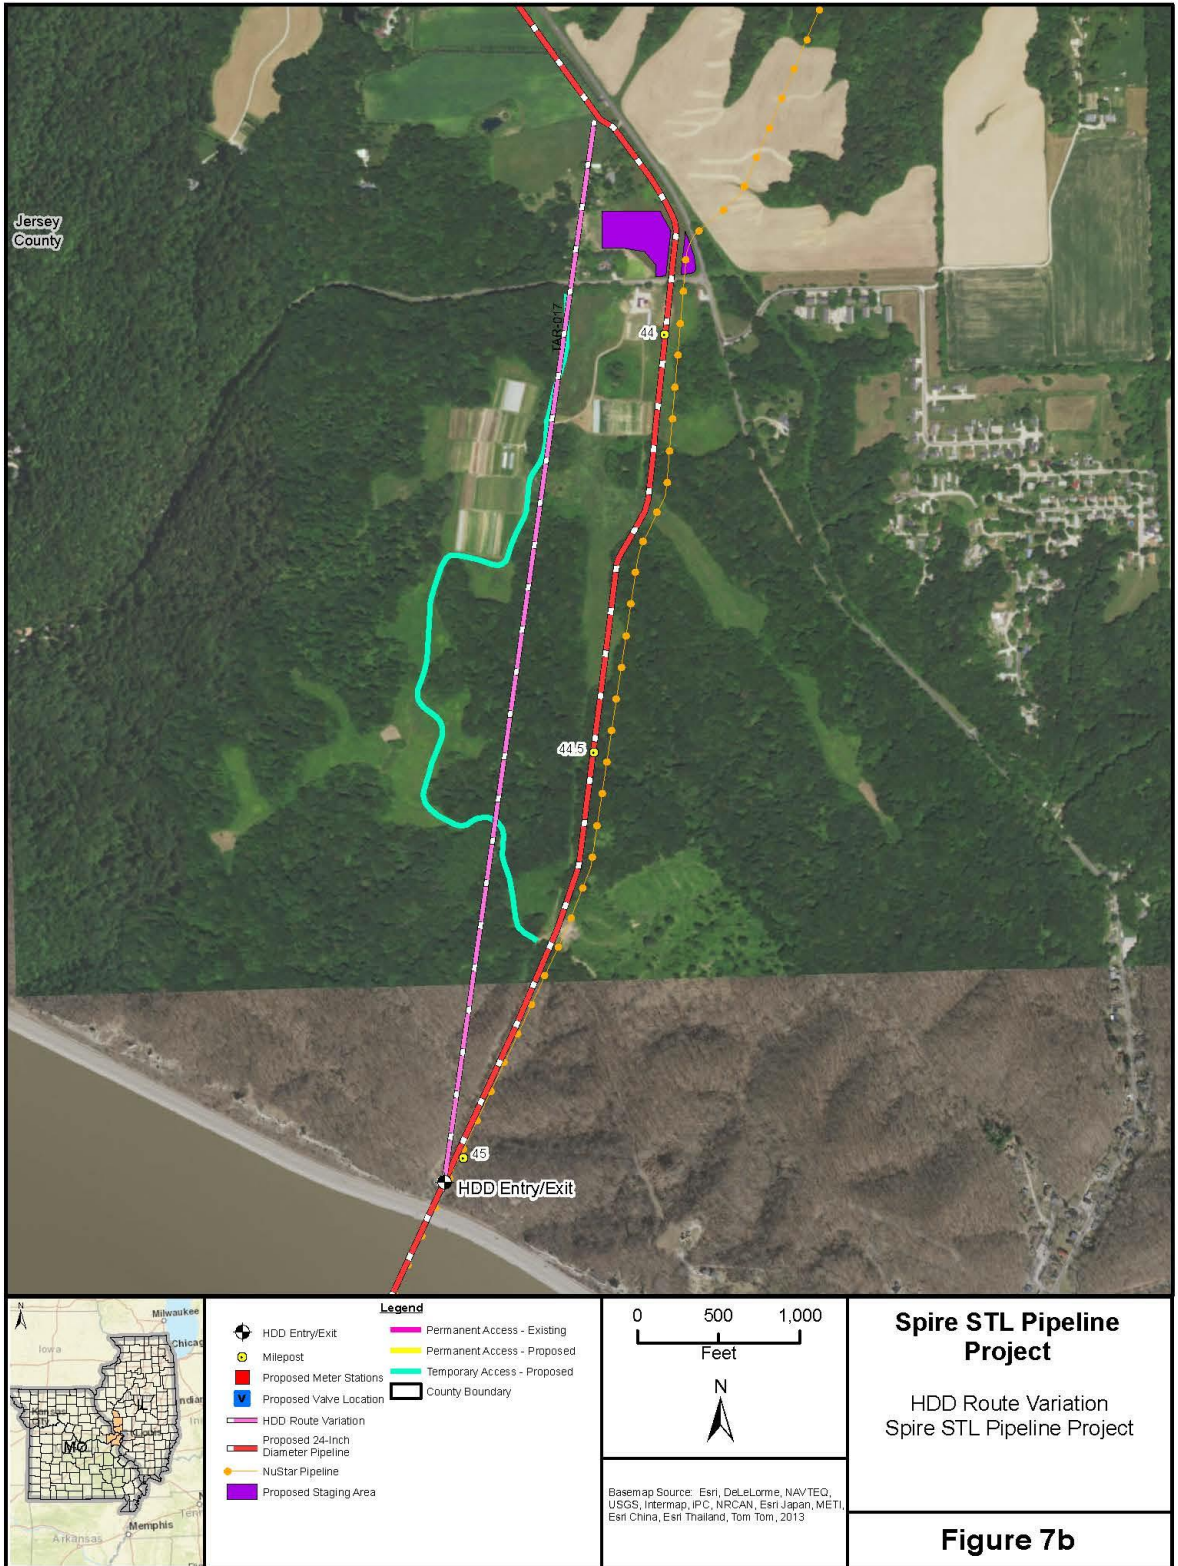 Jersey
County
TAR-017
44
44.5
45
HDD Entry/Exit
N
Milwaukee
Iowa
Chicag
Indian
Kansas
City
IL
St Louis
MO
Memphis
Arkansas
Legend
HDD Entry/Exit
Milepost
Proposed Meter Stations
V
Proposed Valve Location
HDD Route Variation
Proposed 24-Inch
Diameter Pipeline
NuStar Pipeline
Proposed Staging Area
Permanent Access - Existing
Permanent Access - Proposed
Temporary Access - Proposed
County Boundary
0 500 1,000
Feet
N
Basemap Source: Esri, DeLeLorme, NAVTEQ,
USGS, Intermap, iPC, NRCAN, Esri Japan, METI,
Esri China, Esri Thailand, Tom Tom, 2013
Spire STL Pipeline
Project
HDD Route Variation
Spire STL Pipeline Project
Figure 7b